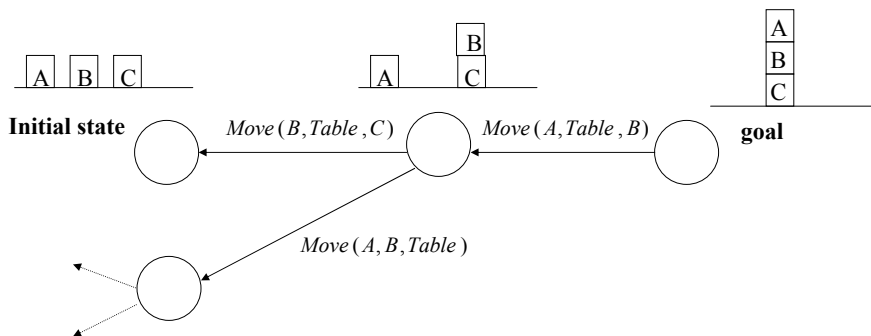 A
B
C
A
B
C
A
B
C
Initial state
Move(B,Table,C)
Move(A,Table,B)
goal
Move(A,B,Table)